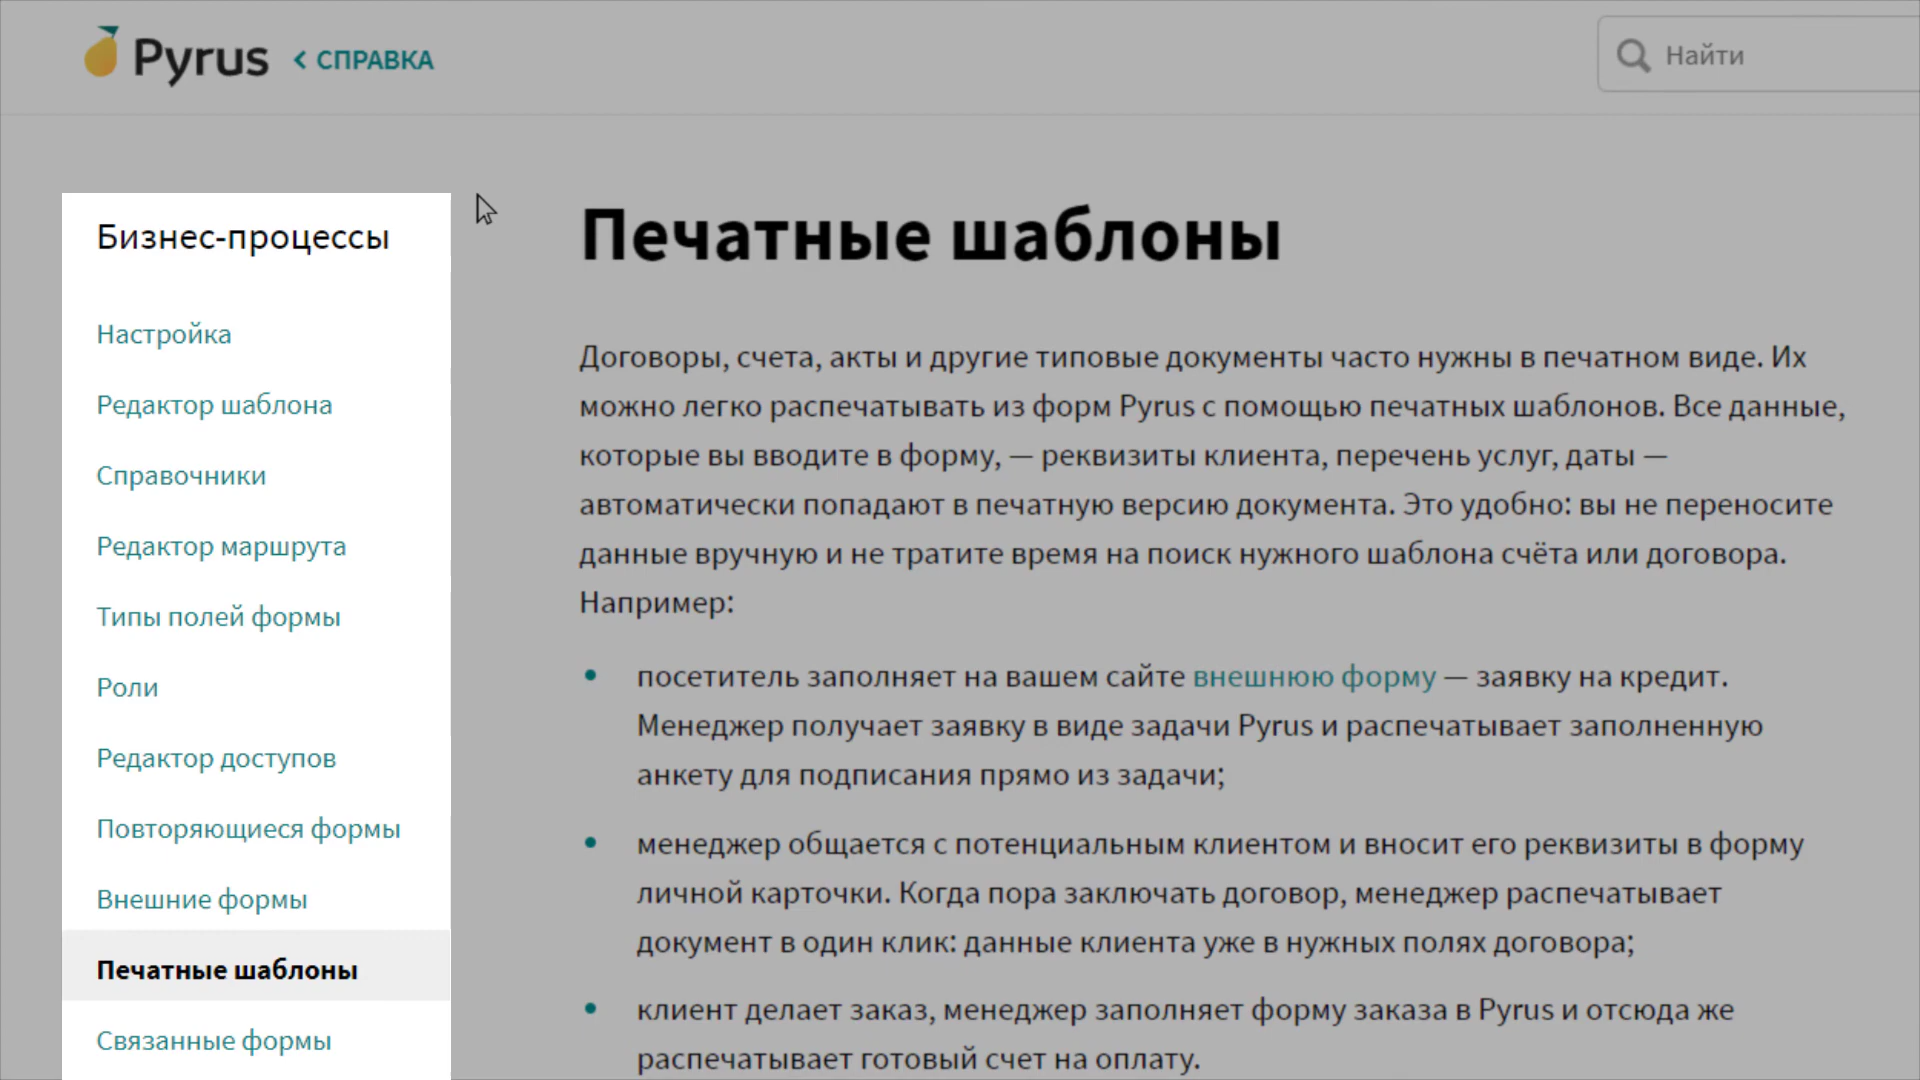 Pyrus
< СПРАВКА
Найти
Бизнес-процессы
Настройка
Редактор шаблона
Справочники
Редактор маршрута
Типы полей формы
Роли
Редактор доступов
Повторяющиеся формы
Внешние формы
Печатные шаблоны
Связанные формы
Печатные шаблоны
Договоры, счета, акты и другие типовые документы часто нужны в печатном виде. Их
можно легко распечатывать из форм Pyrus с помощью печатных шаблонов. Все данные,
которые вы вводите в форму, — реквизиты клиента, перечень услуг, даты —
автоматически попадают в печатную версию документа. Это удобно: вы не переносите
данные вручную и не тратите время на поиск нужного шаблона счёта или договора.
Например:
• посетитель заполняет на вашем сайте внешнюю форму — заявку на кредит.
Менеджер получает заявку в виде задачи Pyrus и распечатывает заполненную
анкету для подписания прямо из задачи;
• менеджер общается с потенциальным клиентом и вносит его реквизиты в форму
личной карточки. Когда пора заключать договор, менеджер распечатывает
документ в один клик: данные клиента уже в нужных полях договора;
• клиент делает заказ, менеджер заполняет форму заказа в Pyrus и отсюда же
распечатывает готовый счет на оплату.